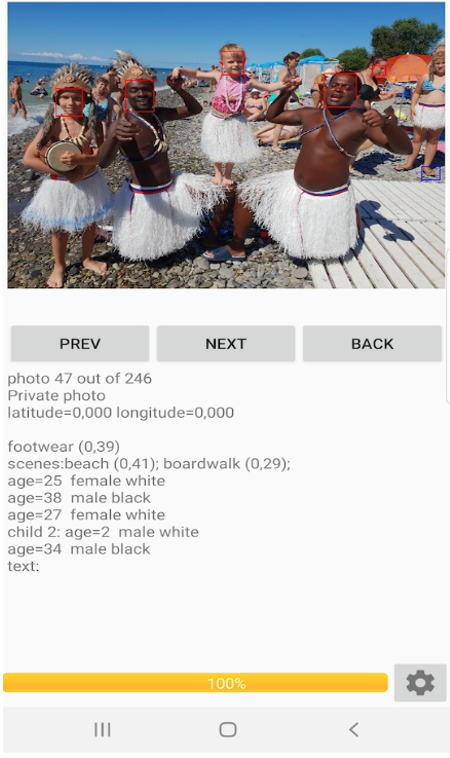 PREV NEXT BACK
photo 47 out of 246
Private photo
latitude=0,000 longitude=0,000
footwear (0,39)
scenes:beach (0,41); boardwalk (0,29);
age=25  female white
age=38  male black
age=27  female white
child 2: age=2  male white
age=34  male black
text:
100%